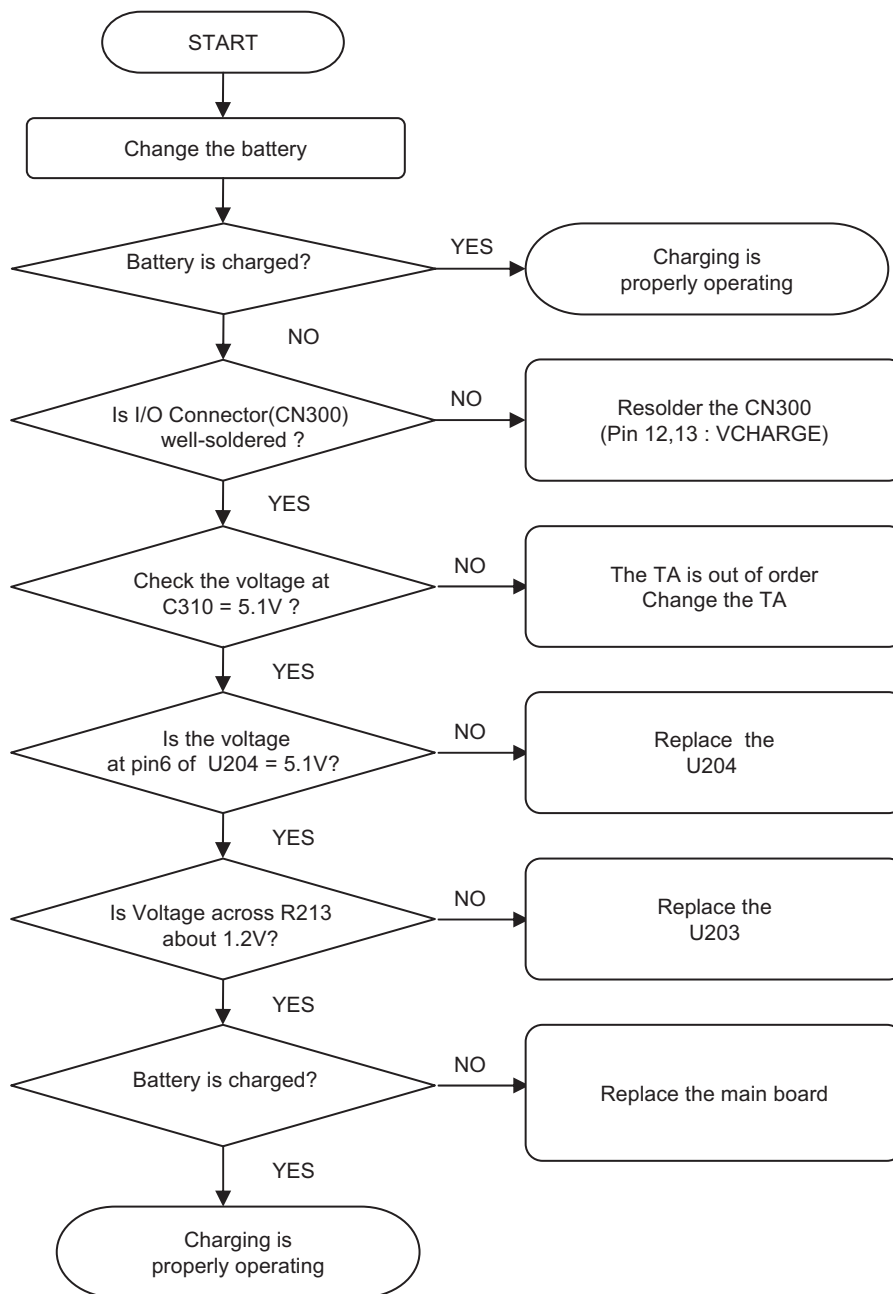 START
Change the battery
Battery is charged?
YES
Charging is
properly operating
NO
Is I/O Connector(CN300)
well-soldered ?
NO
Resolder the CN300
(Pin 12,13 : VCHARGE)
YES
Check the voltage at
C310 = 5.1V ?
NO
The TA is out of order
Change the TA
YES
Is the voltage
at pin6 of U204 = 5.1V?
NO
Replace the
U204
YES
Is Voltage across R213
about 1.2V?
NO
Replace the
U203
YES
Battery is charged?
NO
Replace the main board
YES
Charging is
properly operating